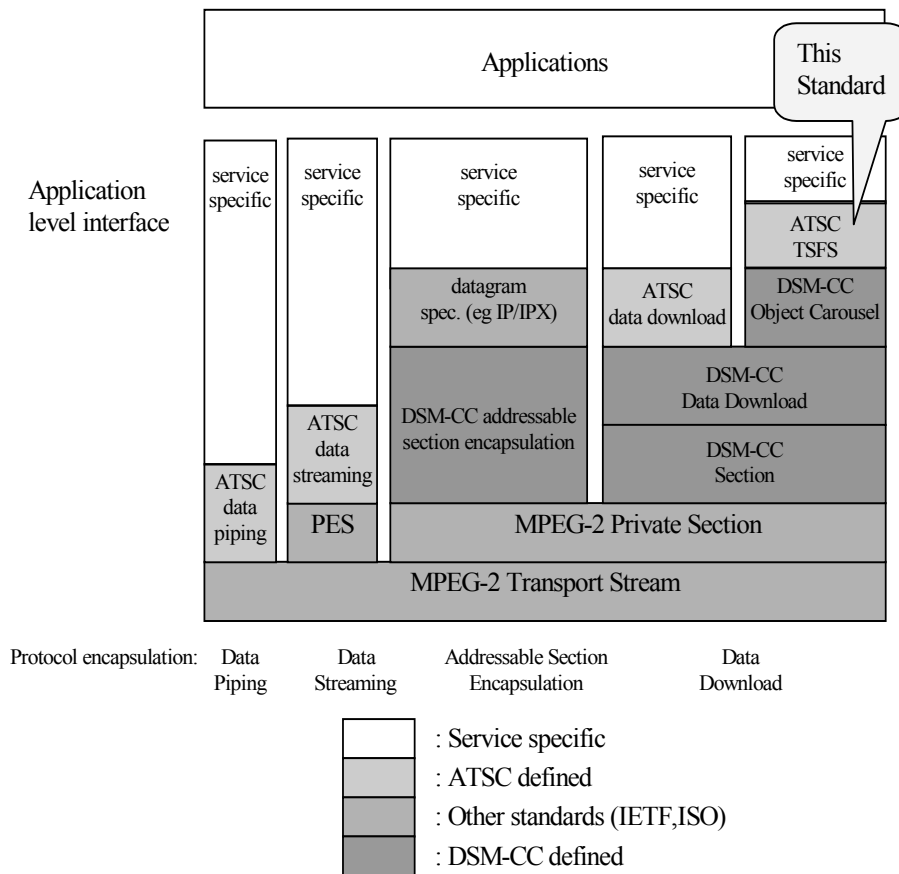 Applications
This
Standard
Application
level interface
service
specific
service
specific
service
specific
service
specific
service
specific
ATSC
TSFS
datagram
spec. (eg IP/IPX)
ATSC
data download
DSM-CC
Object Carousel
DSM-CC addressable
section encapsulation
DSM-CC
Data Download
ATSC
data
streaming
DSM-CC
Section
ATSC
data
piping
PES
MPEG-2 Private Section
MPEG-2 Transport Stream
Protocol encapsulation:
Data
Piping
Data
Streaming
Addressable Section
Encapsulation
Data
Download
: Service specific
: ATSC defined
: Other standards (IETF,ISO)
: DSM-CC defined